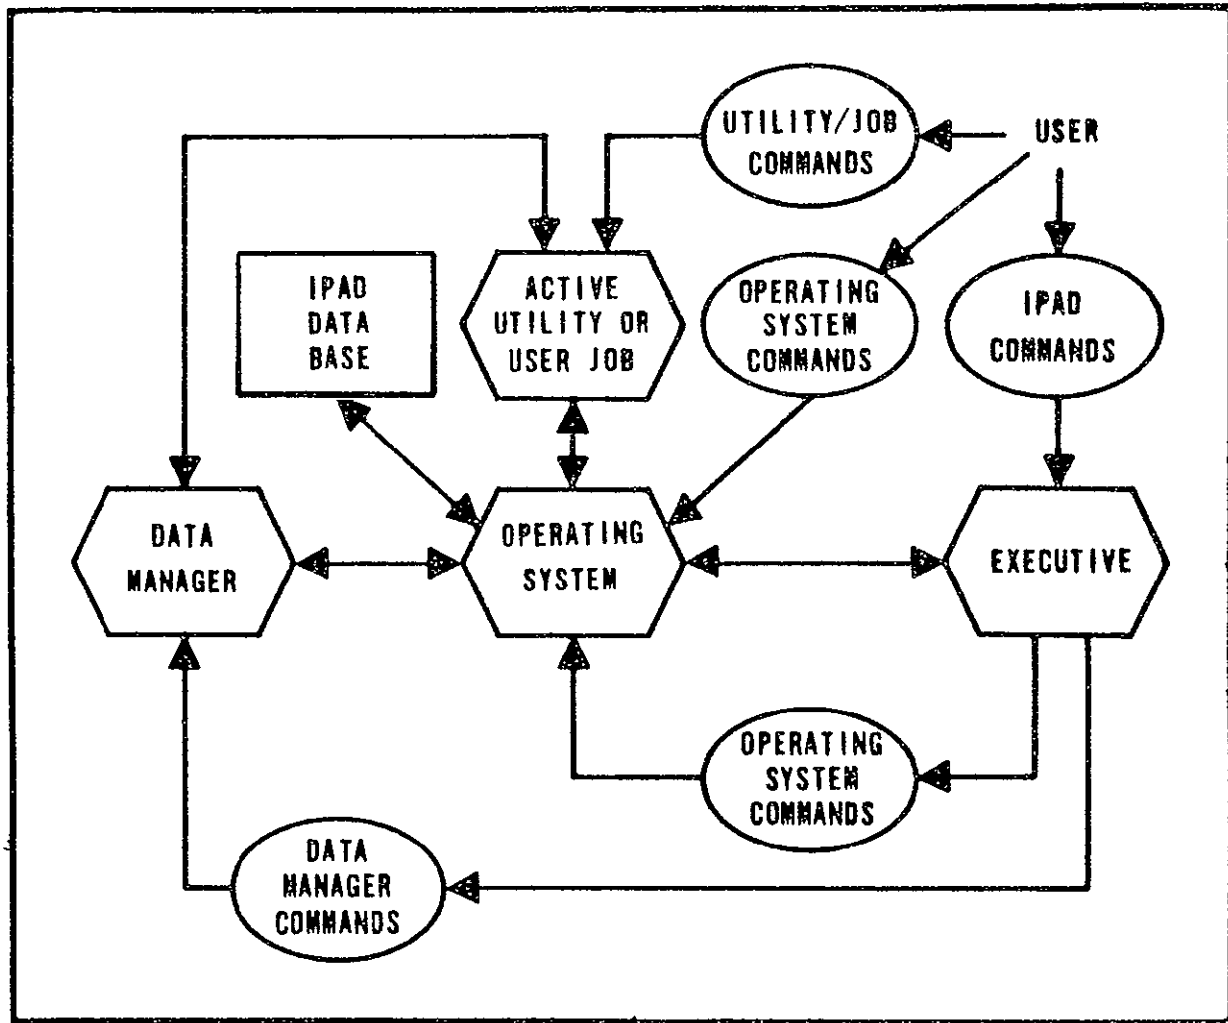 UTILITY/JOB
COMMANDS
USER
IPAD
DATA
BASE
ACTIVE
UTILITY OR
USER JOB
OPERATING
SYSTEM
COMMANDS
IPAD
COMMANDS
DATA
MANAGER
OPERATING
SYSTEM
EXECUTIVE
OPERATING
SYSTEM
COMMANDS
DATA
MANAGER
COMMANDS